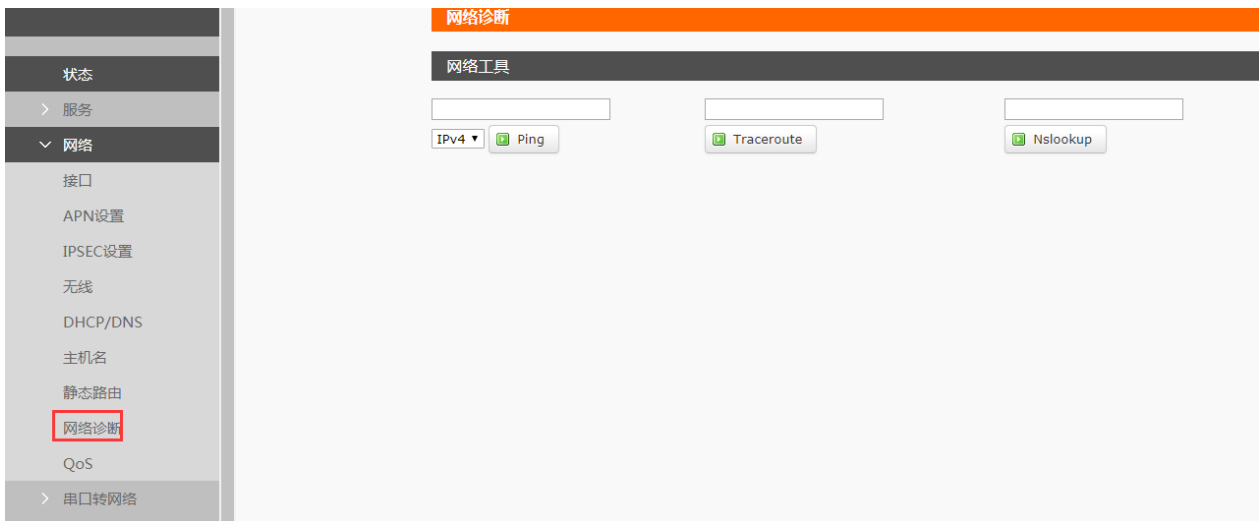 网络诊断
网络工具
IPv4 Ping
Traceroute
Nslookup
状态
服务
网络
接口
APN设置
IPSEC设置
无线
DHCP/DNS
主机名
静态路由
网络诊断
QoS
串口转网络